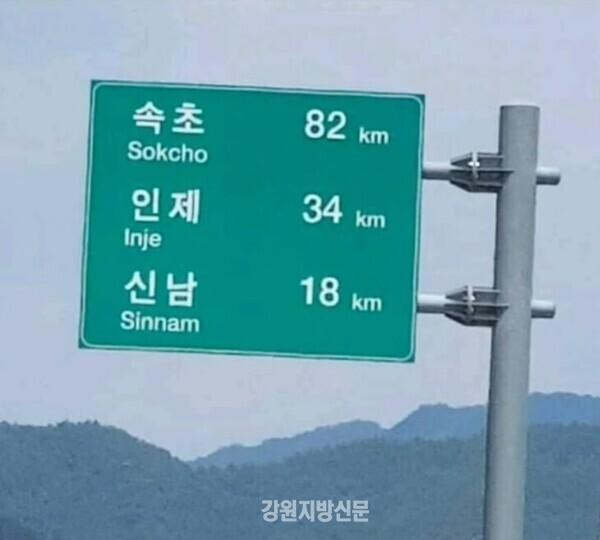 속초 82 km
Sokcho
인제 34 km
Inje
신남 18 km
Sinnam
강원지방신문